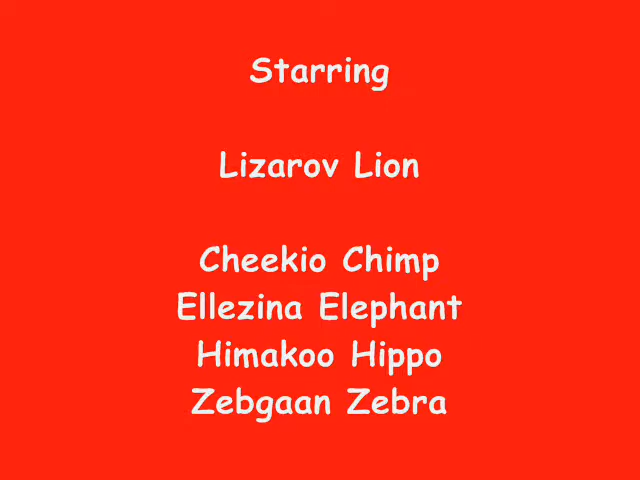 Starring
Lizarov Lion
Cheekio Chimp
Ellezina Elephant
Himakoo Hippo
Zebgaan Zebra